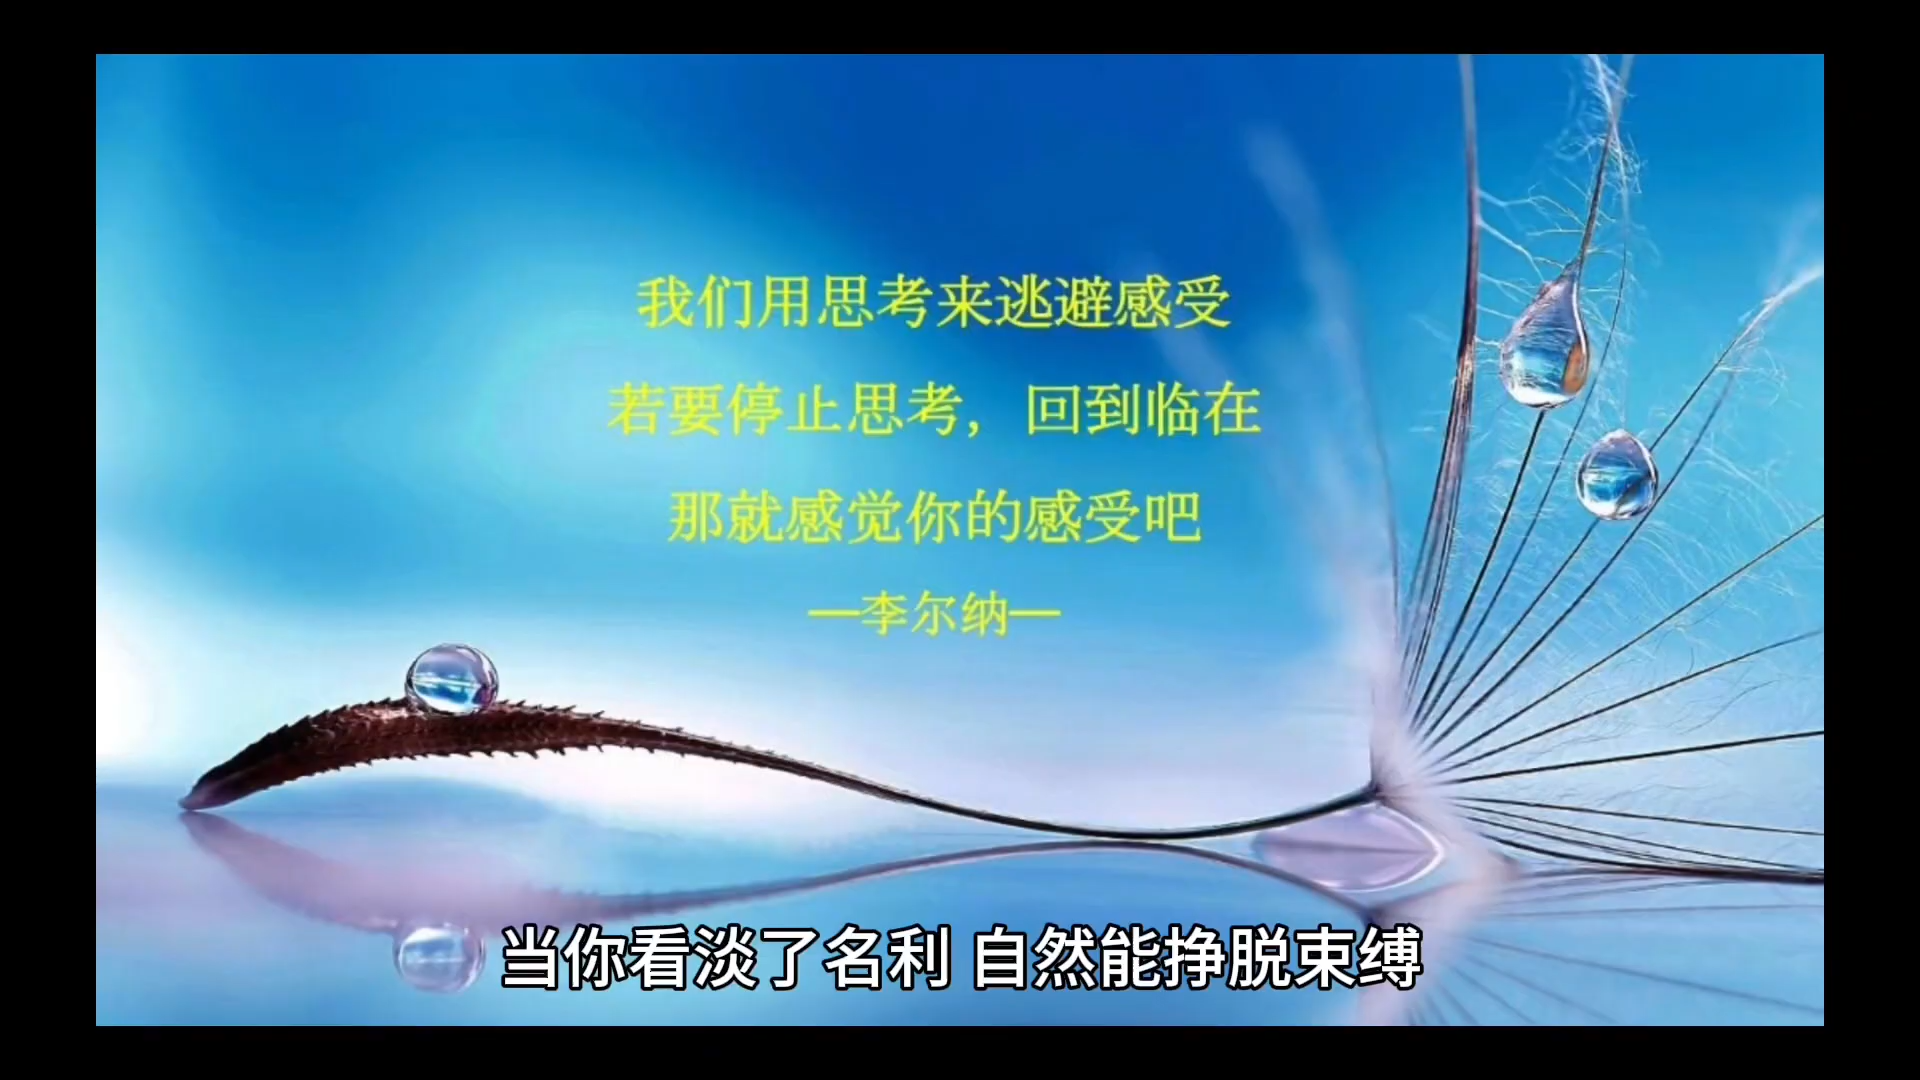 我们用思考来逃避感受
若要停止思考，回到临在
那就感觉你的感受吧
—李尔纳—
当你看淡了名利 自然能挣脱束缚